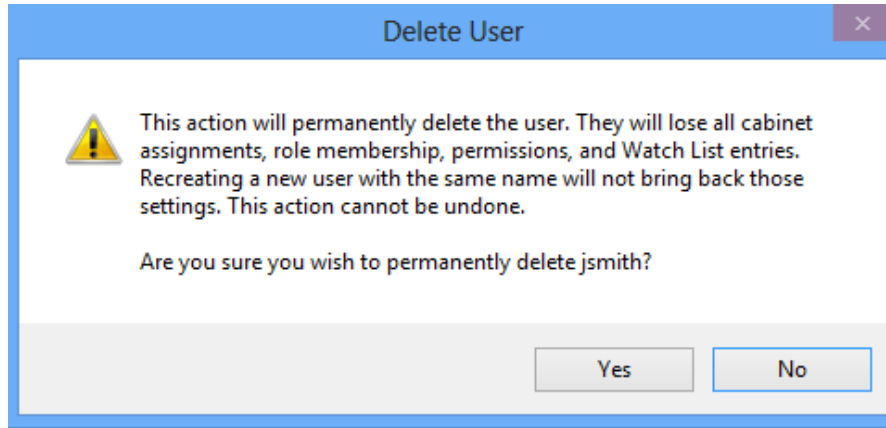 Delete User
This action will permanently delete the user. They will lose all cabinet
assignments, role membership, permissions, and Watch List entries.
Recreating a new user with the same name will not bring back those
settings. This action cannot be undone.
Are you sure you wish to permanently delete jsmith?
Yes
No